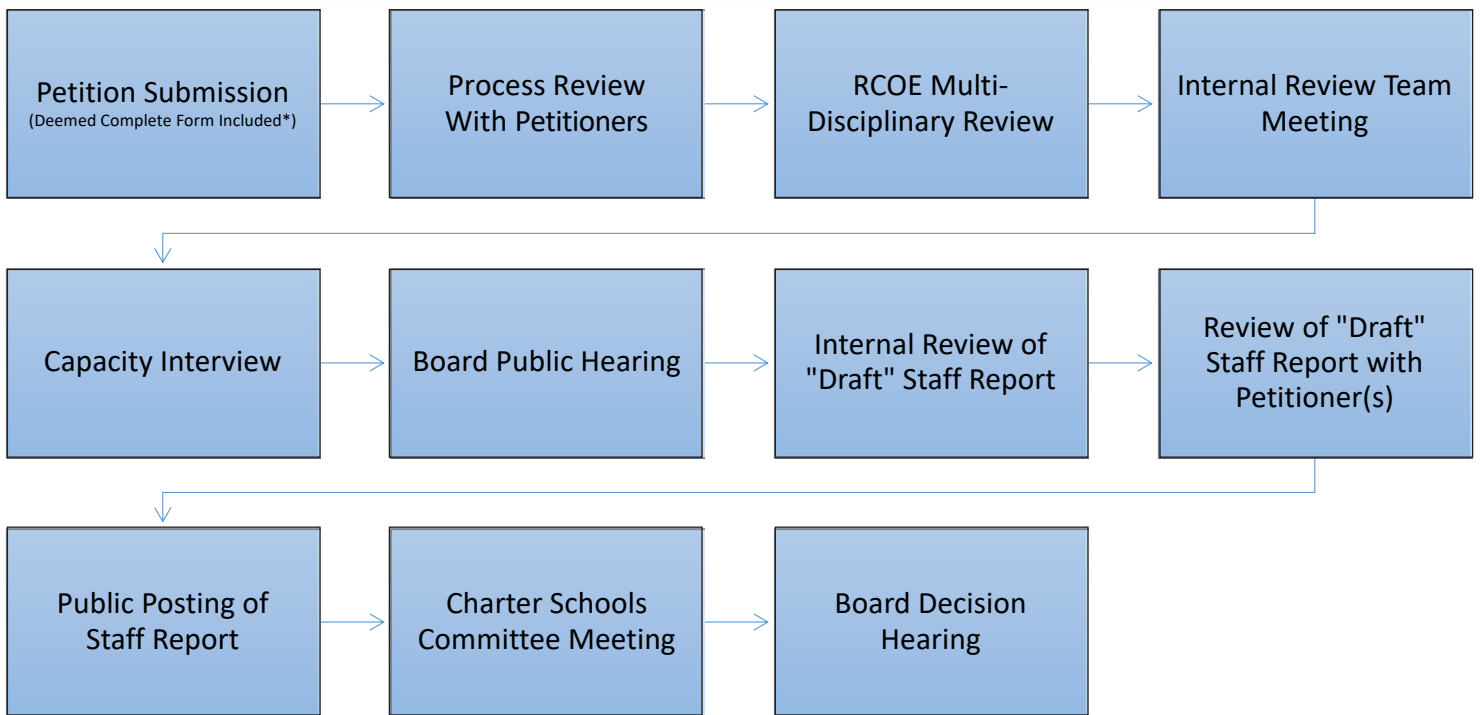 Petition Submission
(Deemed Complete Form Included*)
Process Review
With Petitioners
RCOE Multi-
Disciplinary Review
Internal Review Team
Meeting
Capacity Interview
Board Public Hearing
Internal Review of
"Draft" Staff Report
Review of "Draft"
Staff Report with
Petitioner(s)
Public Posting of
Staff Report
Charter Schools
Committee Meeting
Board Decision
Hearing